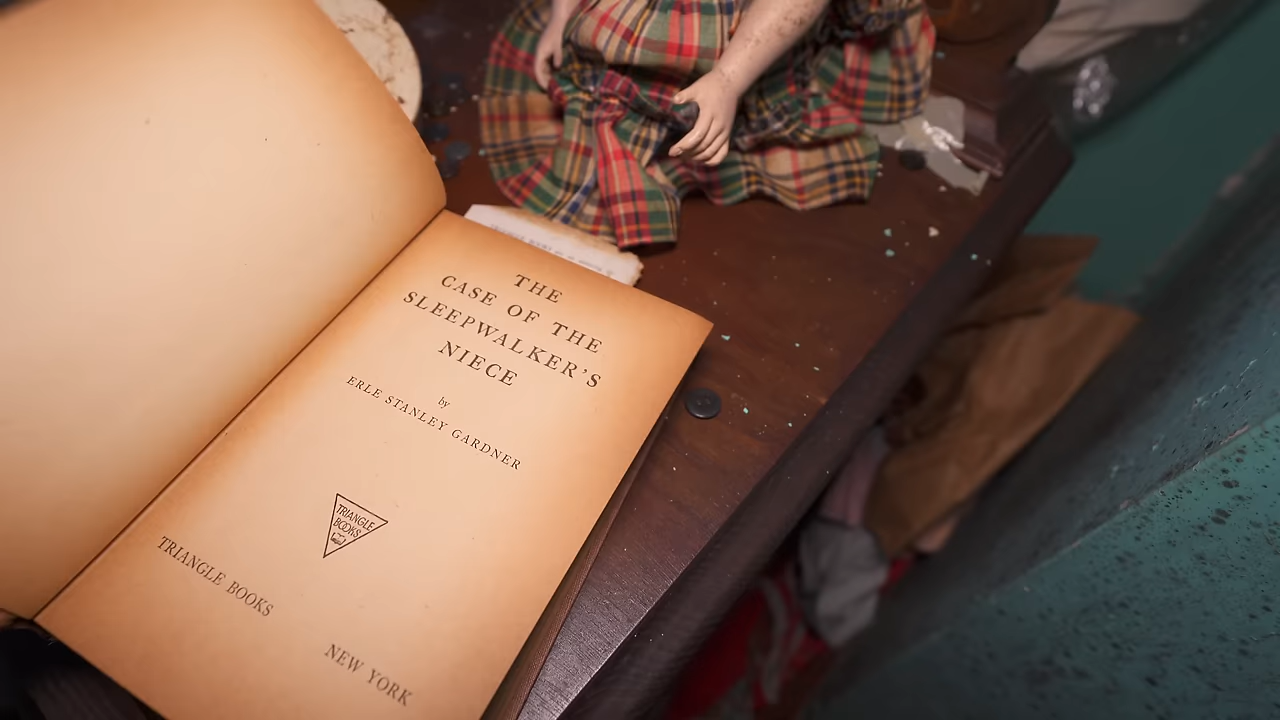 THE
CASE OF THE
SLEEPWALKER'S
NIECE
by
ERLE STANLEY GARDNER
TRIANGLE
BOOKS
TRIANGLE BOOKS
NEW YORK